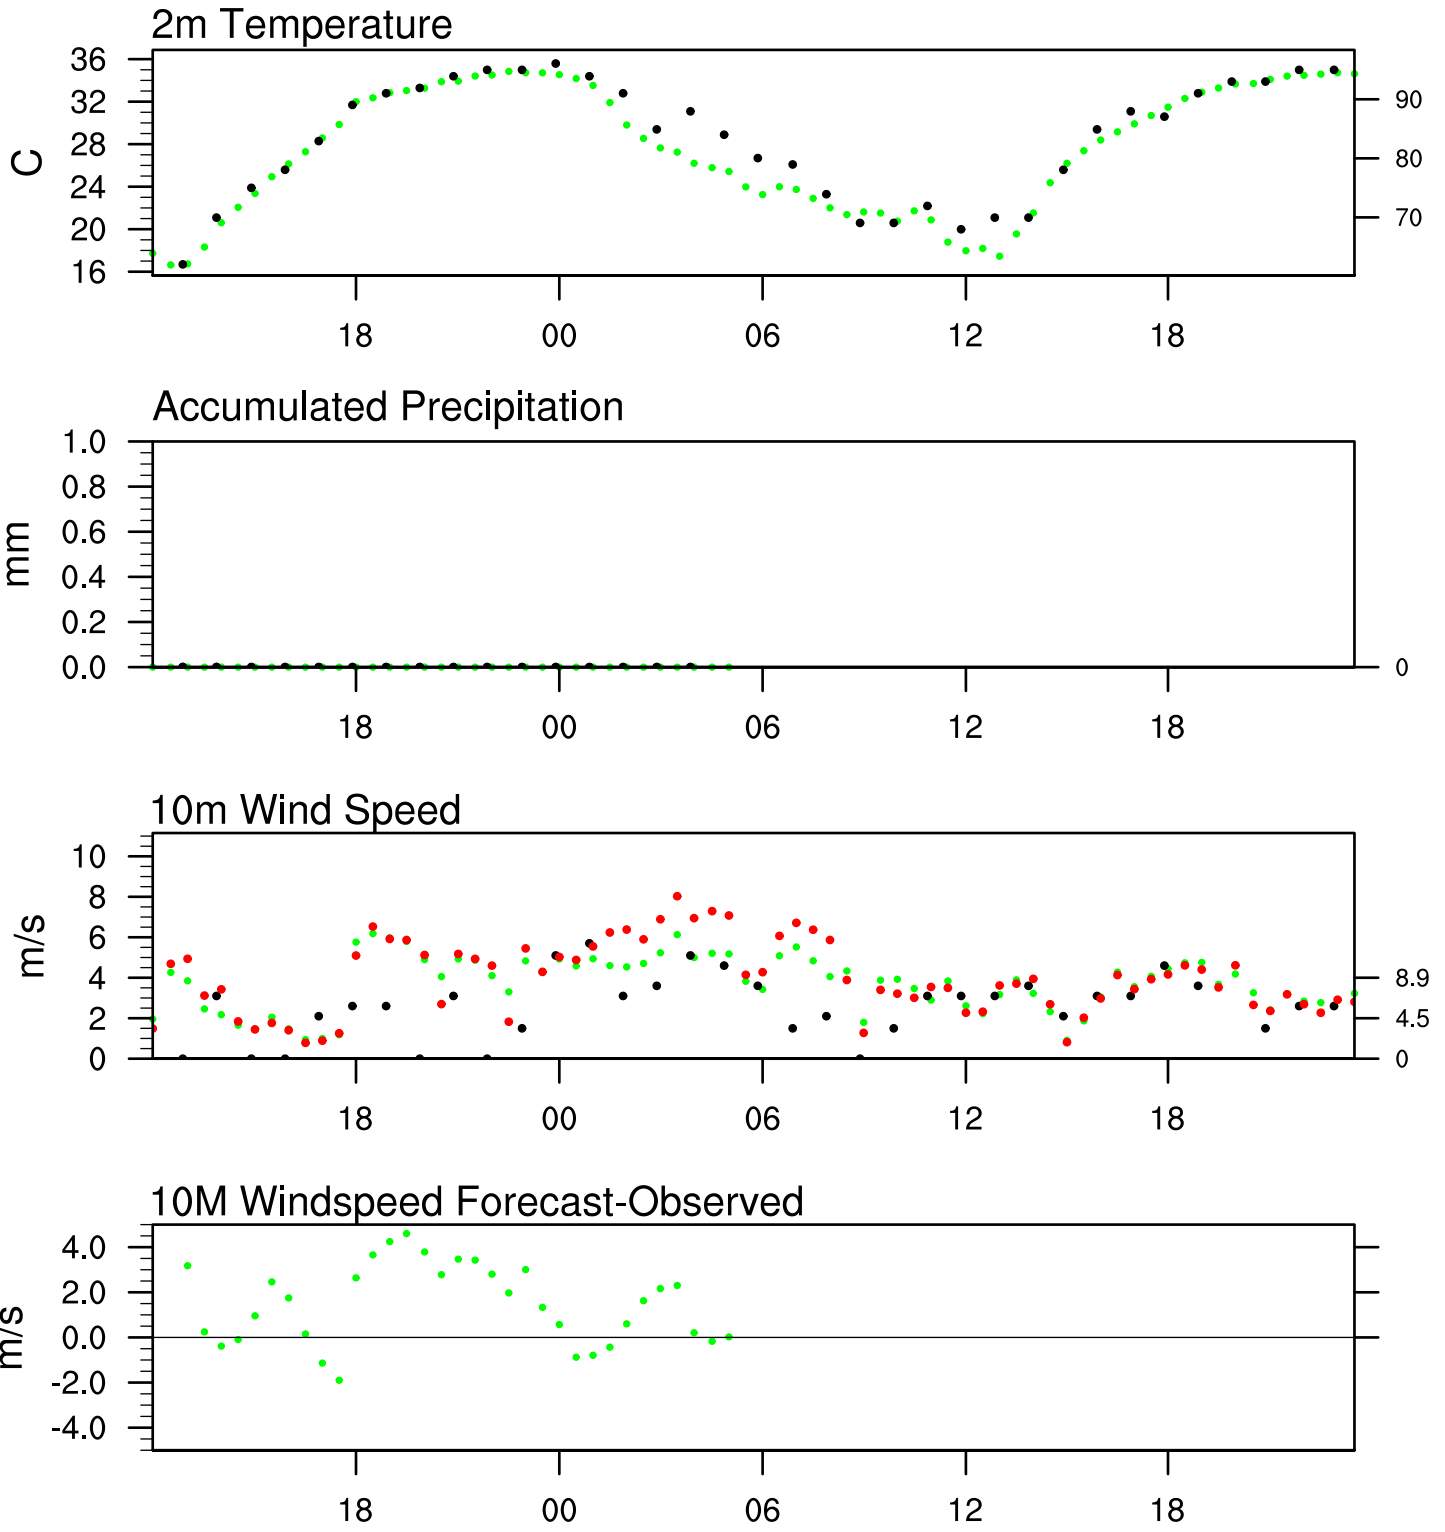 2m Temperature
36
32
28
24
20
16
C
90
80
70
18 00 06 12 18
Accumulated Precipitation
1.0
0.8
0.6
0.4
0.2
0.0
mm
0
18 00 06 12 18
10m Wind Speed
10
8
6
4
2
0
m/s
8.9
4.5
0
18 00 06 12 18
10M Windspeed Forecast-Observed
4.0
2.0
0.0
-2.0
-4.0
m/s
18 00 06 12 18